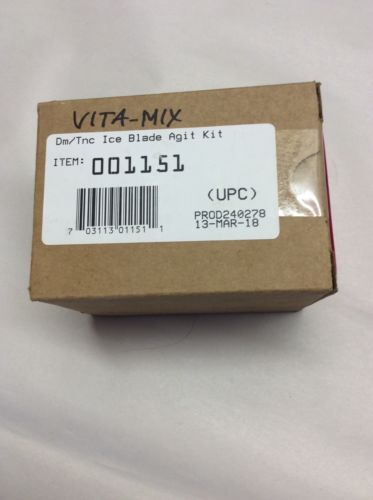 VITA-MIX
Dm/Tnc Ice Blade Agit Kit
ITEM: 001151
(UPC)
PROD240278
13-MAR-18
7 03113 01151 1